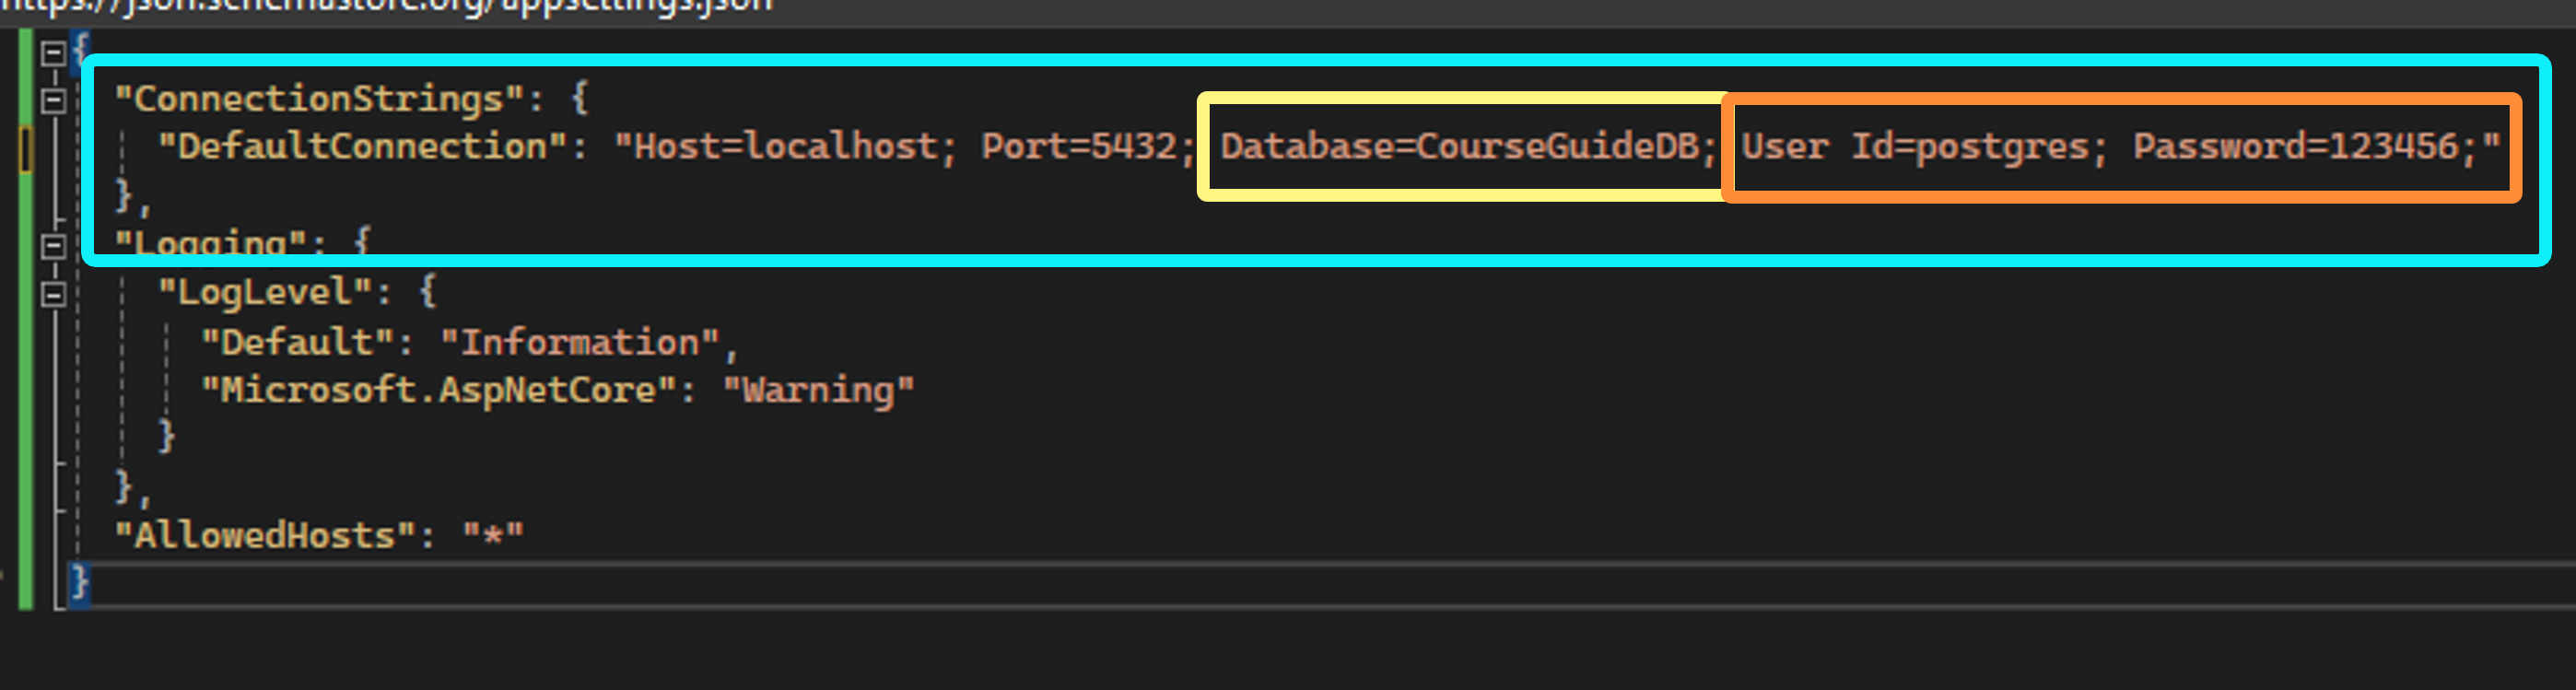 https://json.schemastore.org/appsettings.json
{
"ConnectionStrings": {
"DefaultConnection": "Host=localhost; Port=5432; Database=CourseGuideDB; User Id=postgres; Password=123456;"
},
"Logging": {
"LogLevel": {
"Default": "Information",
"Microsoft.AspNetCore": "Warning"
}
},
"AllowedHosts": "*"
}